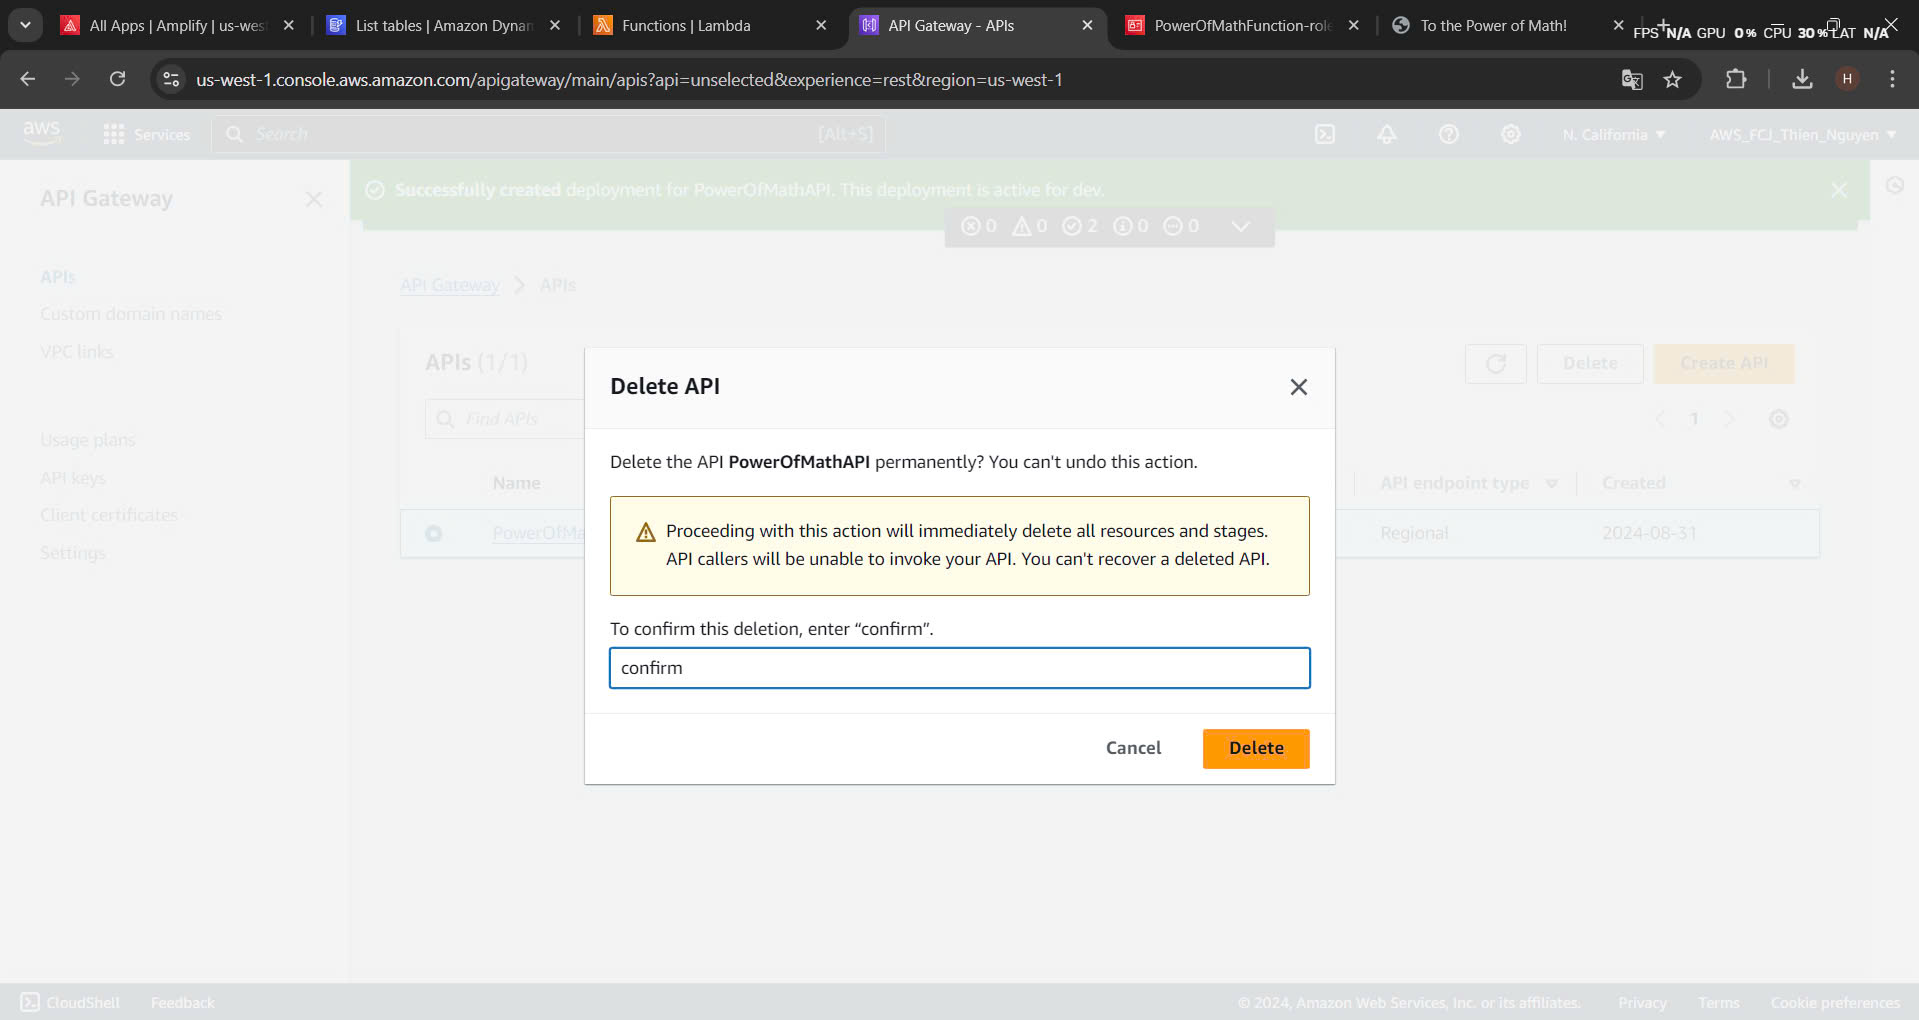 All Apps | Amplify | us-wes
List tables | Amazon Dynan
Functions | Lambda
API Gateway - APIs
PowerOfMathFunction-role
To the Power of Math!
FPS N/A GPU 0% CPU 30% LAT N/A
us-west-1.console.aws.amazon.com/apigateway/main/apis?api=unselected&experience=rest&region=us-west-1
H
aws
Services
Search
[Alt+S]
N. California
AWS_FCJ_Thien_Nguyen
API Gateway
Successfully created deployment for PowerOfMathAPI. This deployment is active for dev.
0 0 2 0 0
APIs
Custom domain names
VPC links
Usage plans
API keys
Client certificates
Settings
API Gateway > APIs
APIs (1/1)
Delete
Create API
Find APIs
1
Name
API endpoint type
Created
PowerOfMa
Regional
2024-08-31
Delete API
Delete the API PowerOfMathAPI permanently? You can't undo this action.
Proceeding with this action will immediately delete all resources and stages.
API callers will be unable to invoke your API. You can't recover a deleted API.
To confirm this deletion, enter “confirm”.
confirm
Cancel
Delete
CloudShell
Feedback
© 2024, Amazon Web Services, Inc. or its affiliates.
Privacy
Terms
Cookie preferences